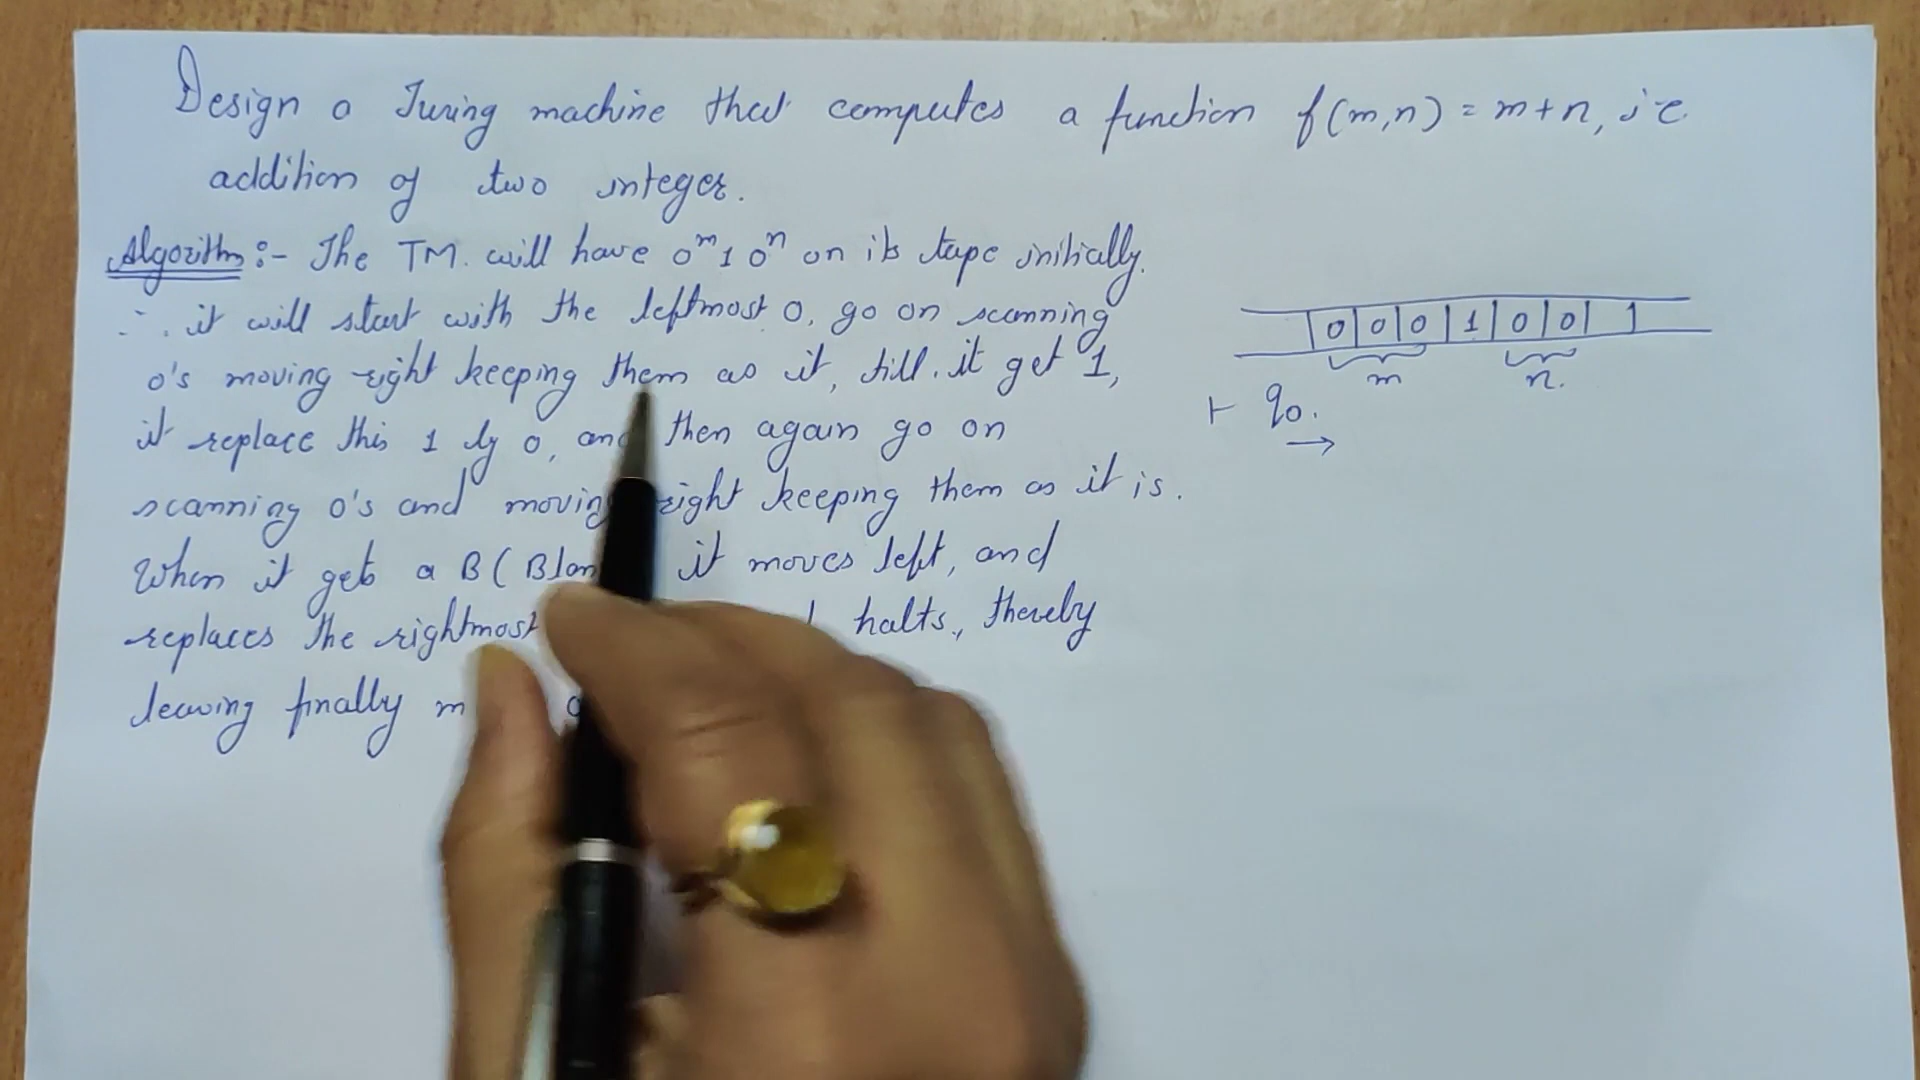 Design a Turing machine that computes a function f(m,n) = m+n, i.e
addition of two integer.
Algorithm :- The TM. will have 0^m 1 0^n on its tape initially.
∴ it will start with the leftmost 0, go on scanning
0's moving right keeping them as it, till. it get 1,
it replace this 1 by 0, and then again go on
scanning 0's and moving right keeping them as it is.
When it gets a B ( it moves left, and
replaces the rightmost halts, thereby
leaving finally m
0 0 0 1 0 0
m n.
⊢ q0.
→